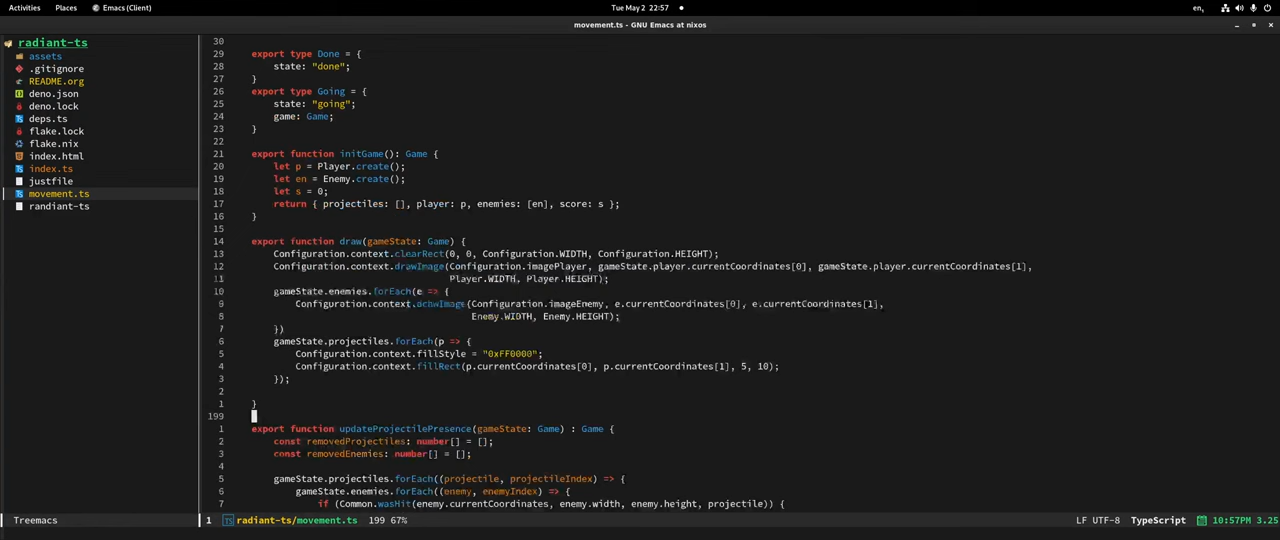 Activities Places Emacs (Client) Tue May 2 22:57 en,
movement.ts - GNU Emacs at nixos
radiant-ts
assets
.gitignore
README.org
deno.json
deno.lock
deps.ts
flake.lock
flake.nix
index.html
index.ts
justfile
movement.ts
randiant-ts
30
29 export type Done = {
28 state: "done";
27 }
26 export type Going = {
25 state: "going";
24 game: Game;
23 }
22
21 export function initGame(): Game {
20 let p = Player.create();
19 let en = Enemy.create();
18 let s = 0;
17 return { projectiles: [], player: p, enemies: [en], score: s };
16 }
15
14 export function draw(gameState: Game) {
13 Configuration.context.clearRect(0, 0, Configuration.WIDTH, Configuration.HEIGHT);
12 Configuration.context.drawImage(Configuration.imagePlayer, gameState.player.currentCoordinates[0], gameState.player.currentCoordinates[1],
11 Player.WIDTH, Player.HEIGHT);
10 gameState.enemies.forEach(e => {
9 Configuration.context.drawImage(Configuration.imageEnemy, e.currentCoordinates[0], e.currentCoordinates[1],
8 Enemy.WIDTH, Enemy.HEIGHT);
7 })
6 gameState.projectiles.forEach(p => {
5 Configuration.context.fillStyle = "0xFF0000";
4 Configuration.context.fillRect(p.currentCoordinates[0], p.currentCoordinates[1], 5, 10);
3 });
2
1 }
199
1 export function updateProjectilePresence(gameState: Game) : Game {
2 const removedProjectiles: number[] = [];
3 const removedEnemies: number[] = [];
4
5 gameState.projectiles.forEach((projectile, projectileIndex) => {
6 gameState.enemies.forEach((enemy, enemyIndex) => {
7 if (Common.wasHit(enemy.currentCoordinates, enemy.width, enemy.height, projectile)) {
Treemacs 1 radiant-ts/movement.ts 199 67% LF UTF-8 TypeScript 10:57PM 3.25